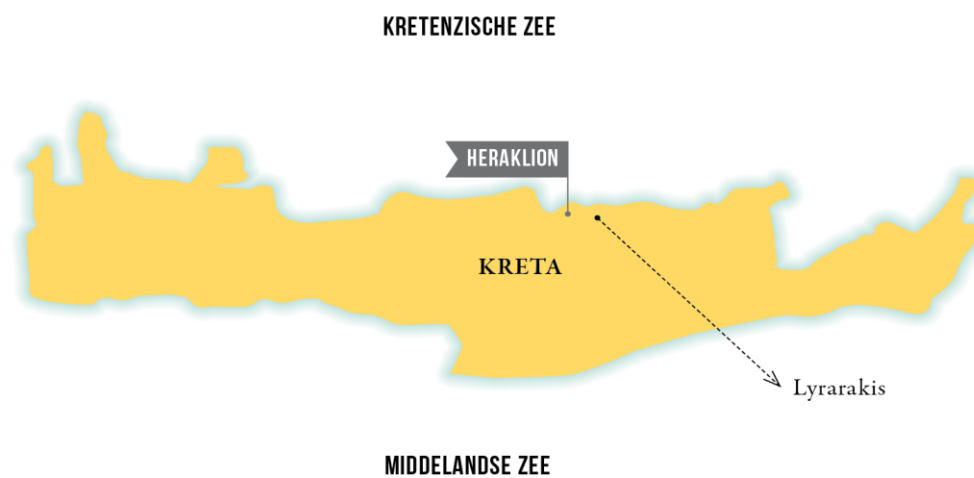 KRETENZISCHE ZEE
HERAKLION
KRETA
Lyrarakis
MIDDELANDSE ZEE